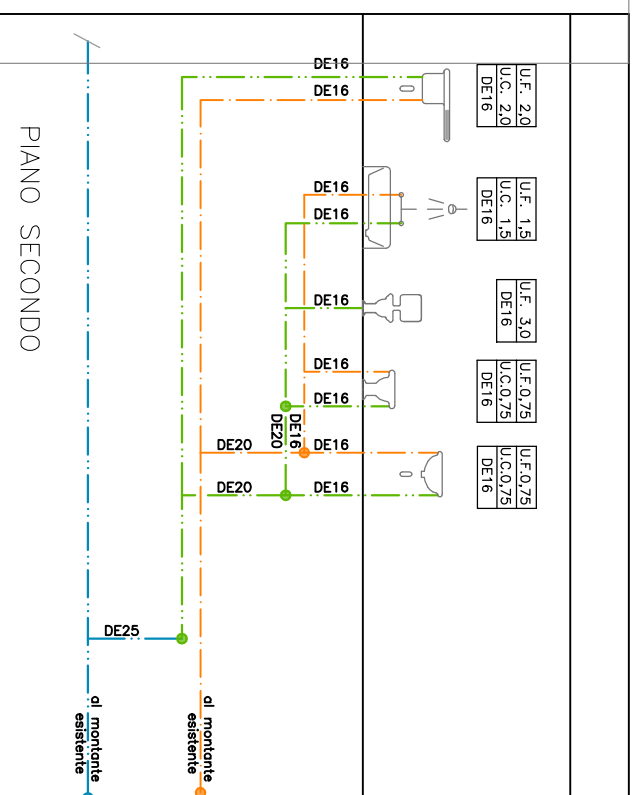 DE16
DE16
U.F. 2,0
U.C. 2,0
DE16
DE16
DE16
U.F. 1,5
U.C. 1,5
DE16
PIANO SECONDO
DE16
U.F. 3,0
DE16
DE16
DE16
U.F.0,75
U.C.0,75
DE16
DE16
DE20
DE20
DE16
U.F.0,75
U.C.0,75
DE16
DE20
DE16
DE25
al montante
esistente
al montante
esistente